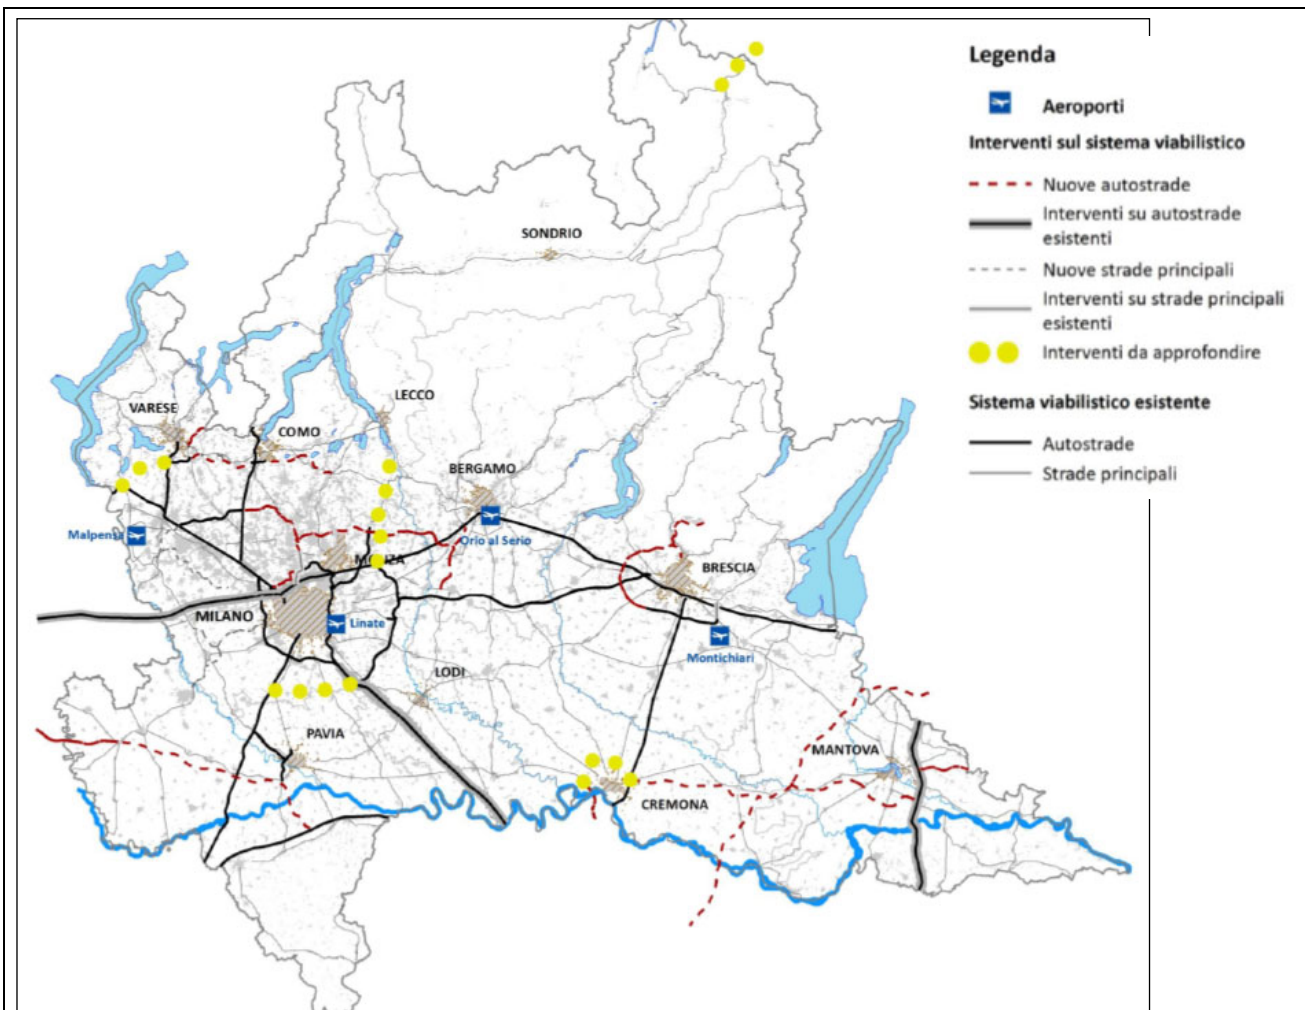 Legenda
Aeroporti
Interventi sul sistema viabilistico
Nuove autostrade
Interventi su autostrade
esistenti
Nuove strade principali
Interventi su strade principali
esistenti
Interventi da approfondire
Sistema viabilistico esistente
Autostrade
Strade principali
SONDRIO
LECCO
VARESE
COMO
BERGAMO
Malpensa
Orio al Serio
MONZA
BRESCIA
MILANO
Linate
Montichiari
LODI
PAVIA
MANTOVA
CREMONA